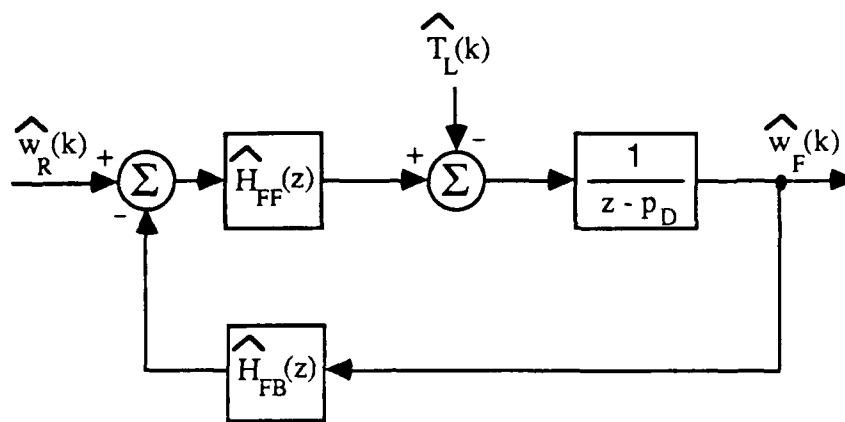 T̂_L(k)
ŵ_R(k) + Σ Ĥ_FF(z) + - Σ 1/(z - p_D) ŵ_F(k)
-
Ĥ_FB(z)